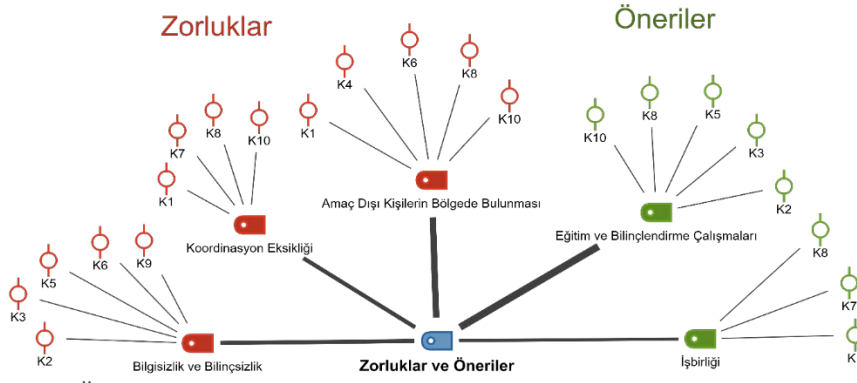 Zorluklar
Öneriler
K6
K8
K4
K10
K1
K8
K10
K7
K1
K8
K5
K10
K3
K2
Amaç Dışı Kişilerin Bölgede Bulunması
Koordinasyon Eksikliği
Eğitim ve Bilinçlendirme Çalışmaları
K9
K6
K5
K3
K2
K8
K7
Bilgisizlik ve Bilinçsizlik
Zorluklar ve Öneriler
İşbirliği